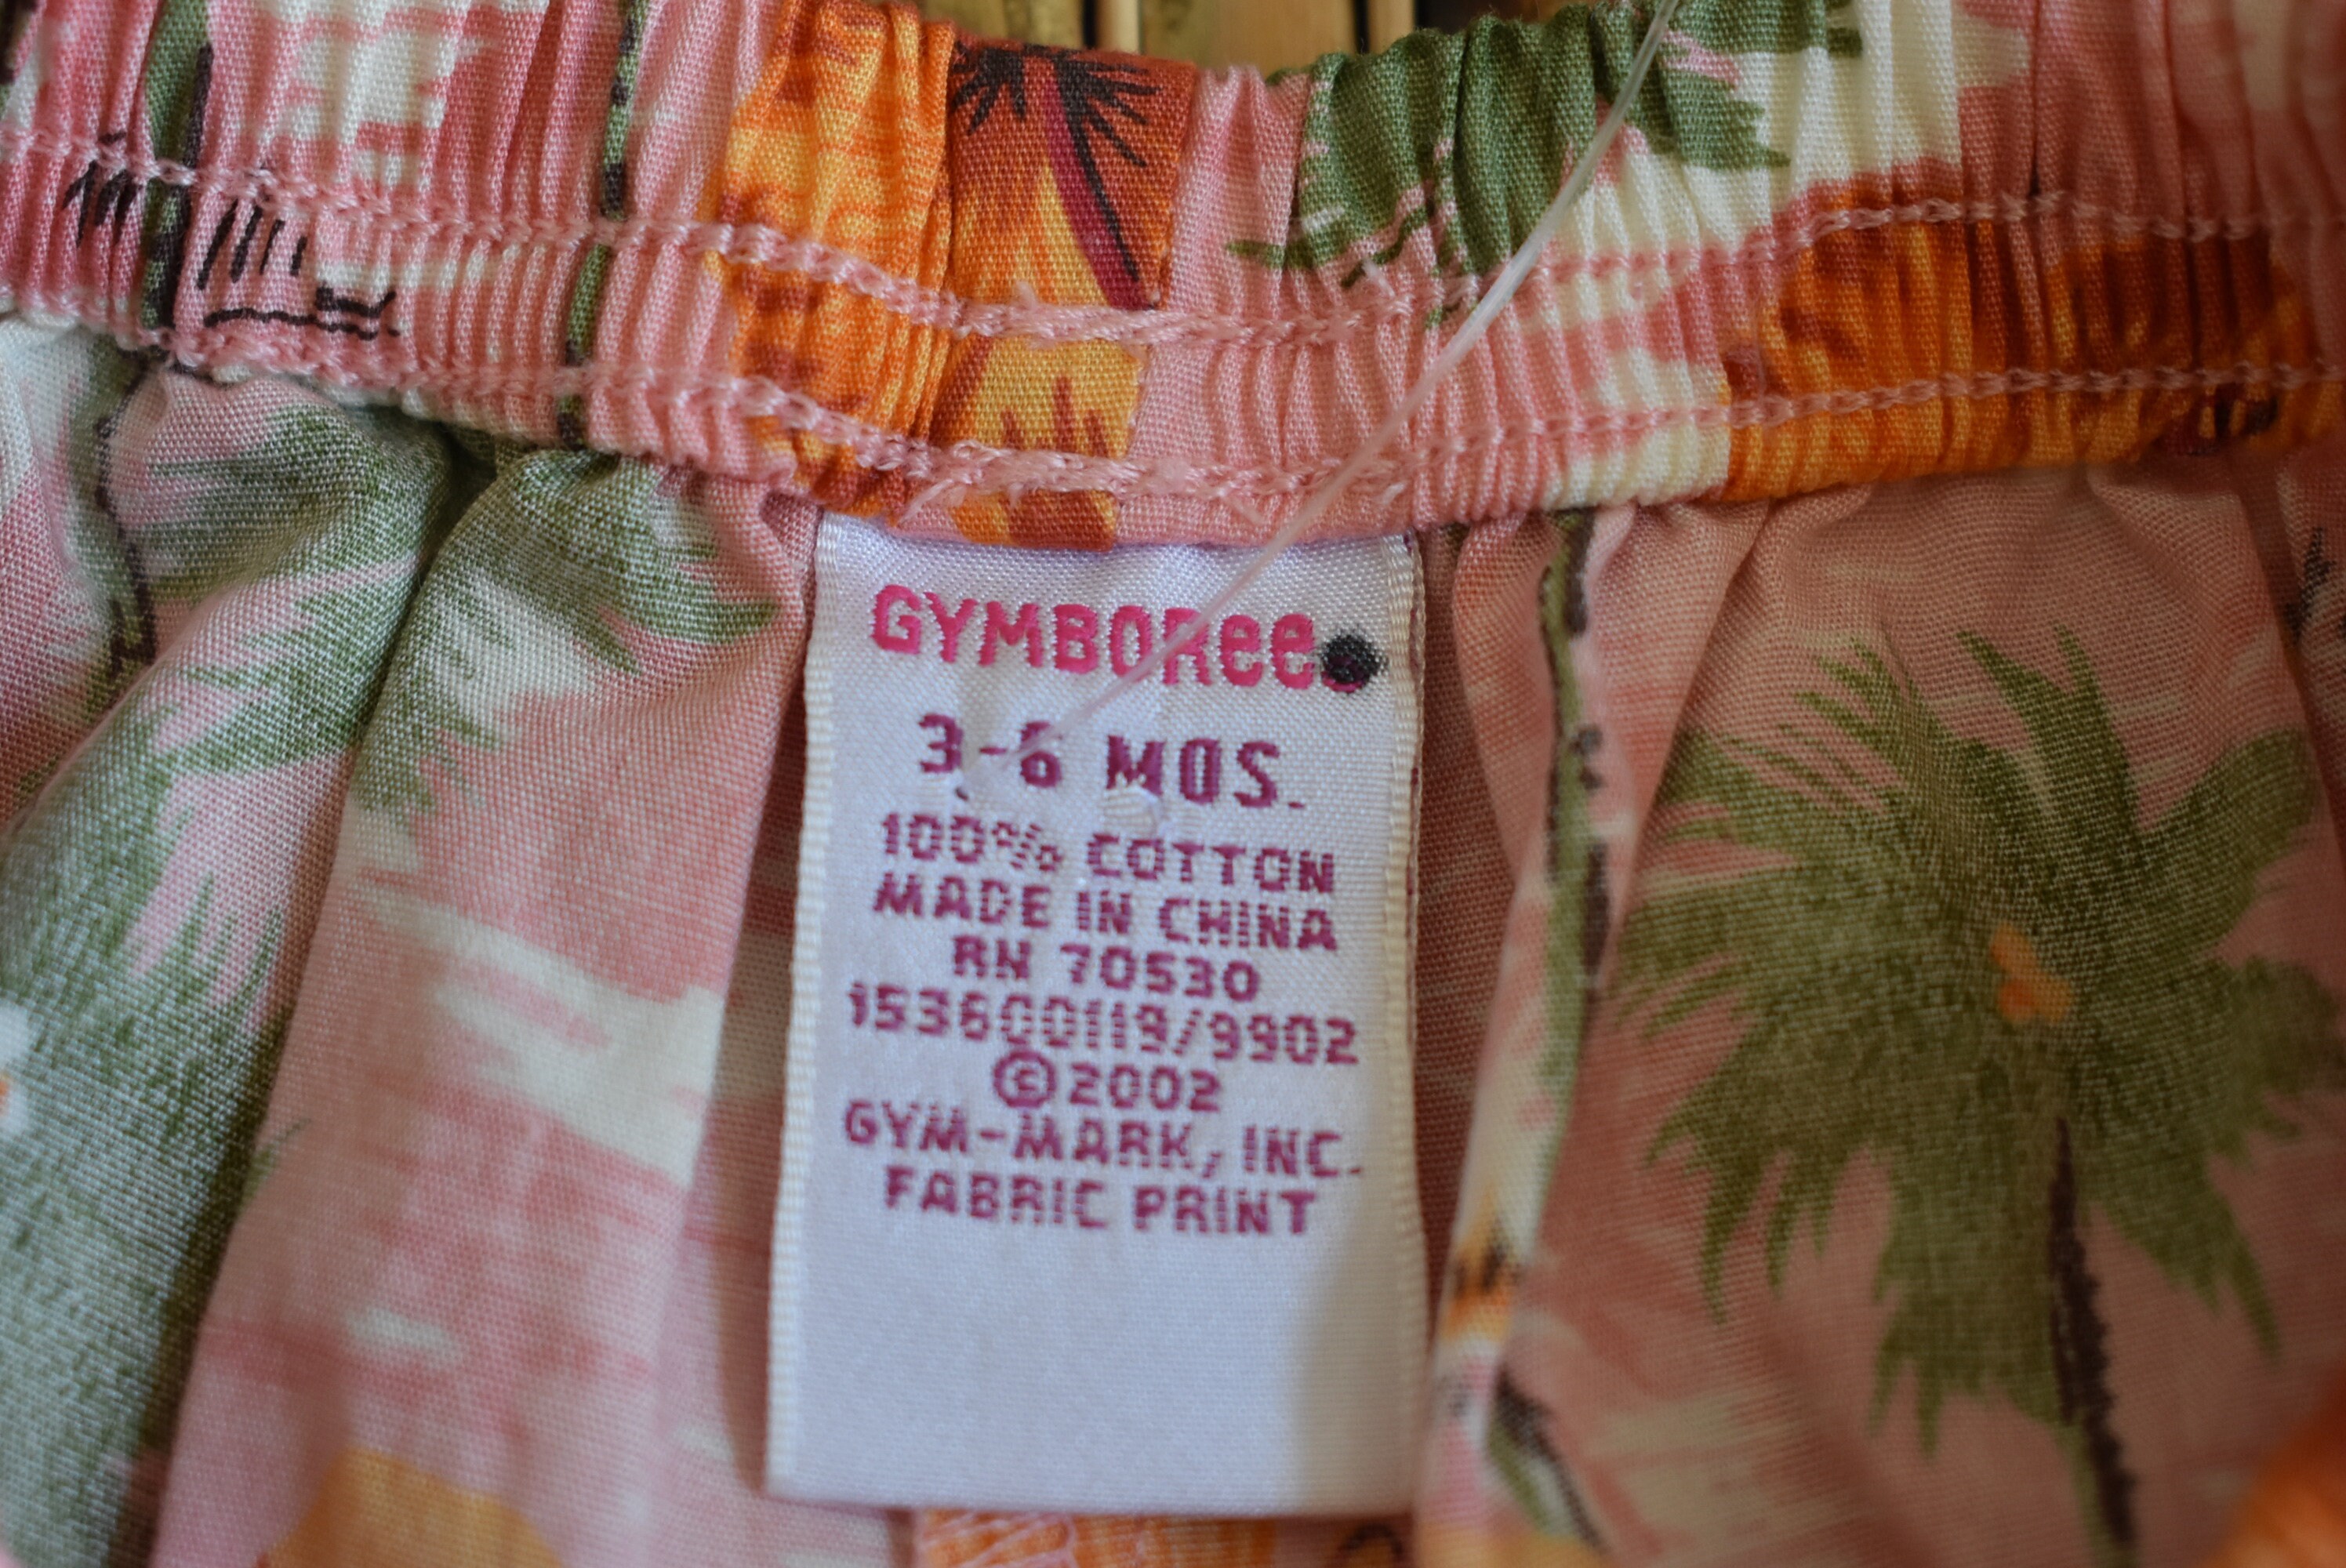 GYMBOREE
3-6 MOS.
100% COTTON
MADE IN CHINA
RN 70530
153600119/9902
©2002
GYM-MARK, INC.
FABRIC PRINT